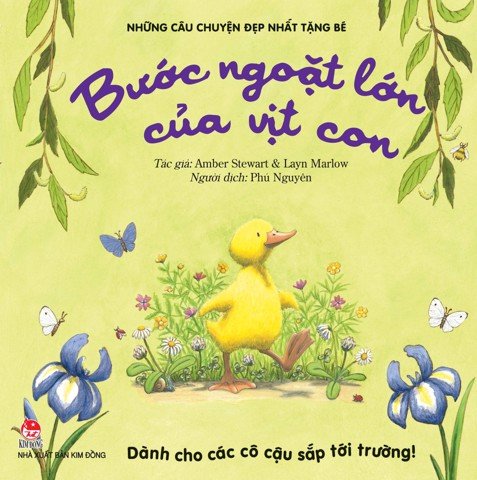 NHỮNG CÂU CHUYỆN ĐẸP NHẤT TẶNG BÉ
Bước ngoặt lớn
của vịt con
Tác giả: Amber Stewart & Layn Marlow
Người dịch: Phú Nguyên
KIM ĐỒNG
NHÀ XUẤT BẢN KIM ĐỒNG
Dành cho các cô cậu sắp tới trường!